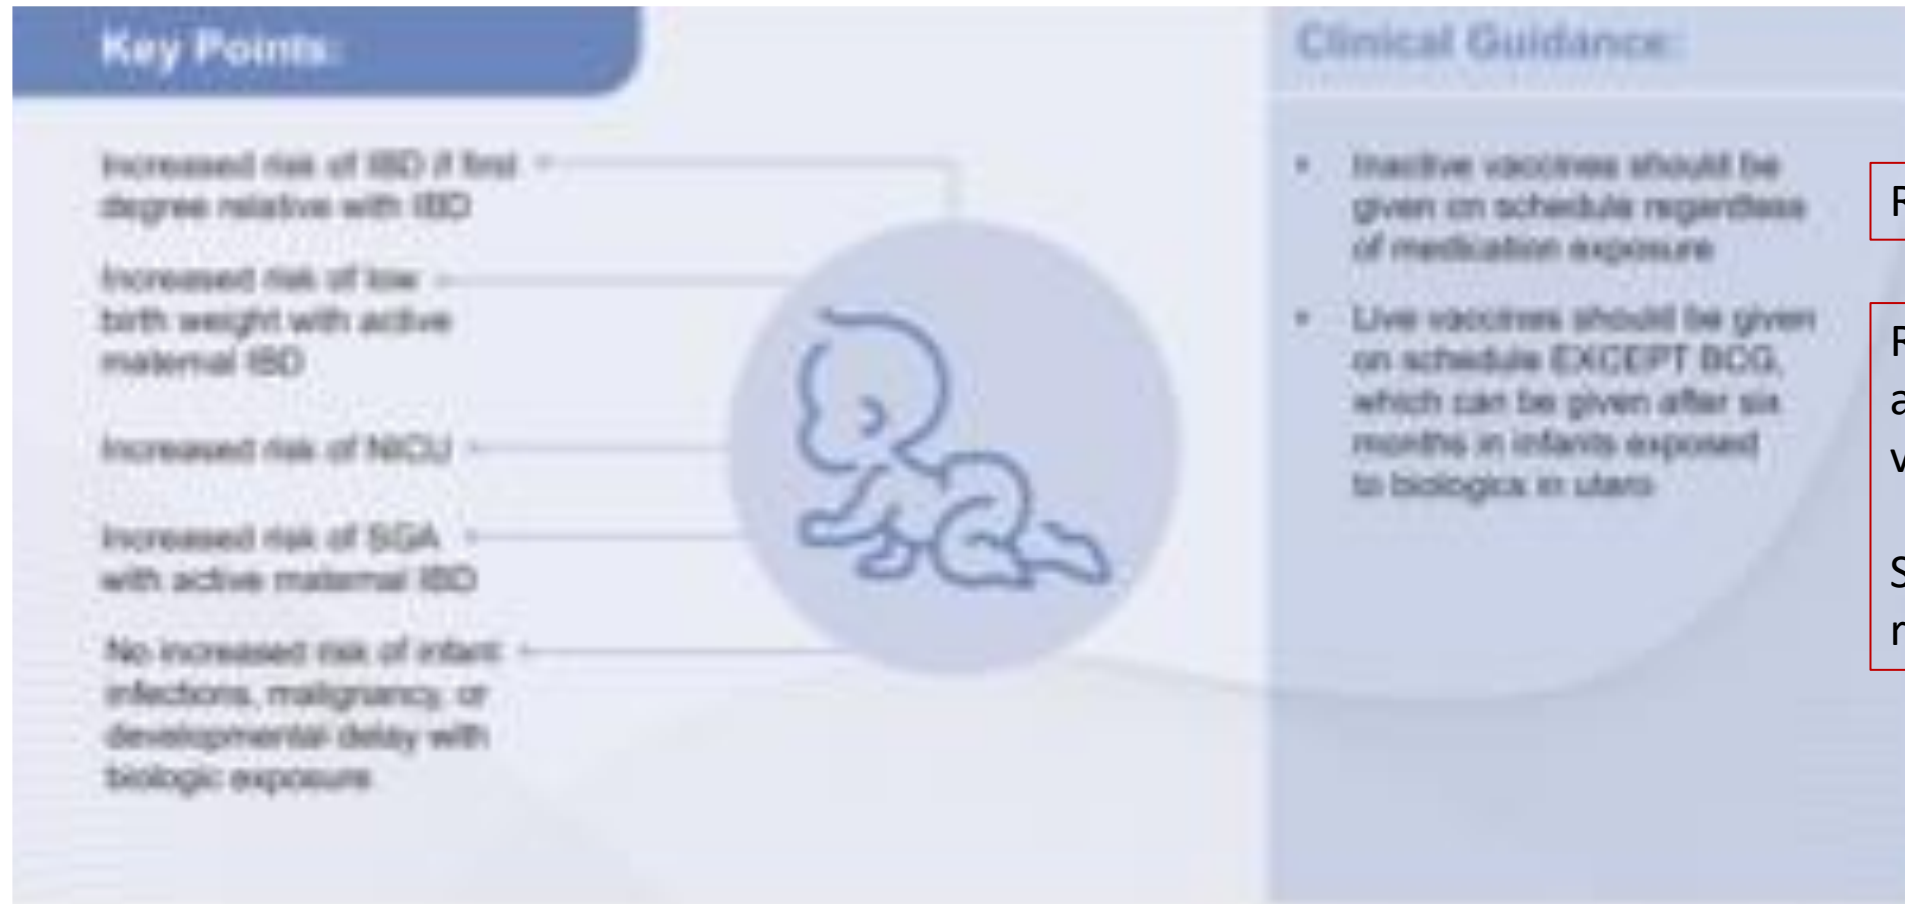 Key Points:
Increased risk of IBD if first
degree relative with IBD
Increased risk of low
birth weight with active
maternal IBD
Increased risk of NICU
Increased risk of SGA
with active maternal IBD
No increased risk of infant
infections, malignancy, or
developmental delay with
biologic exposure
Clinical Guidance:
• Inactive vaccines should be
given on schedule regardless
of medication exposure
• Live vaccines should be given
on schedule EXCEPT BCG,
which can be given after six
months in infants exposed
to biologics in utero
R
R
a
v
S
r